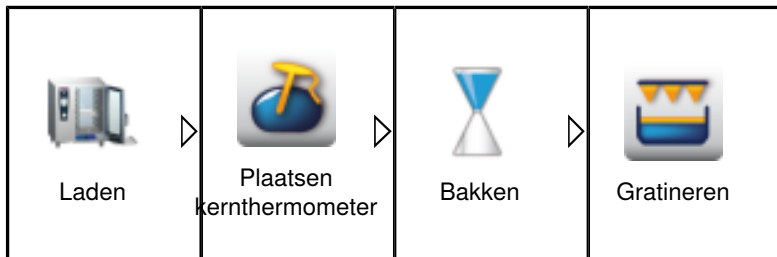 Laden
Plaatsen
kernthermometer
Bakken
Gratineren